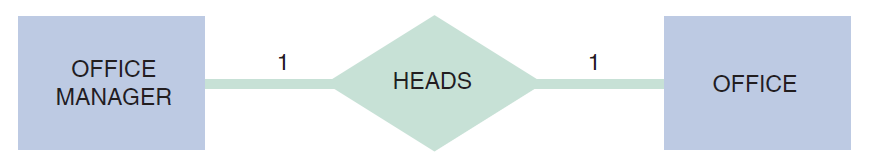 OFFICE
MANAGER
1
HEADS
1
OFFICE